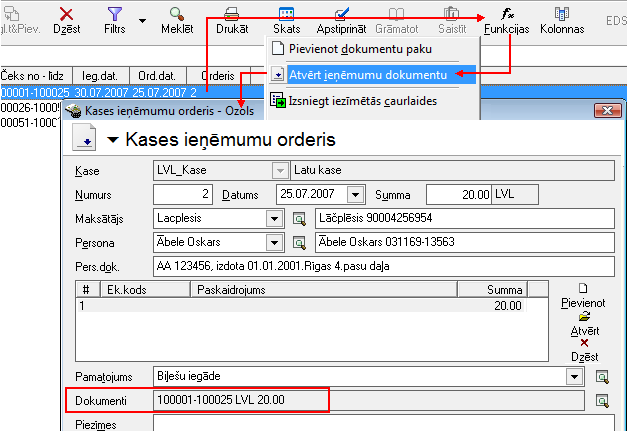 gl.t&Piev. Dzēst Filtrs Meklēt Drukāt Skats Apstiprināt Grāmatot Saistīt Funkcijas Kolonnas EDS
Čeks no - līdz Ieg.dat. Ord.dat. Orderis
00001-100025 30.07.2007 25.07.2007 2
00026-10005
00051-1000
Pievienot dokumentu paku
Atvērt ieņēmumu dokumentu
Izsniegt iezīmētās caurlaides
Kases ieņēmumu orderis - Ozols
Kases ieņēmumu orderis
Kase LVL_Kase Latu kase
Numurs 2 Datums 25.07.2007 Summa 20.00 LVL
Maksātājs Lacplesis Lāčplēsis 90004256954
Persona Ābele Oskars Ābele Oskars 031169-13563
Pers.dok. AA 123456, izdota 01.01.2001.Rīgas 4.pasu daļa
# Ek.kods Paskaidrojums Summa
1 20.00
Pievienot
Atvērt
Dzēst
Pamatojums Biļešu iegāde
Dokumenti 100001-100025 LVL 20.00
Piezīmes